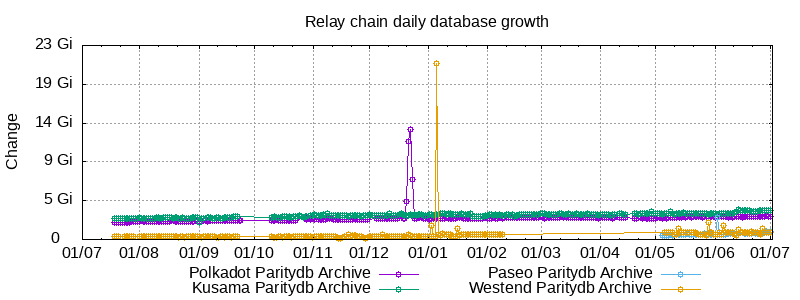 Relay chain daily database growth
23 Gi
19 Gi
14 Gi
9 Gi
5 Gi
0
Change
01/07 01/08 01/09 01/10 01/11 01/12 01/01 01/02 01/03 01/04 01/05 01/06 01/07
Polkadot Paritydb Archive Paseo Paritydb Archive
Kusama Paritydb Archive Westend Paritydb Archive